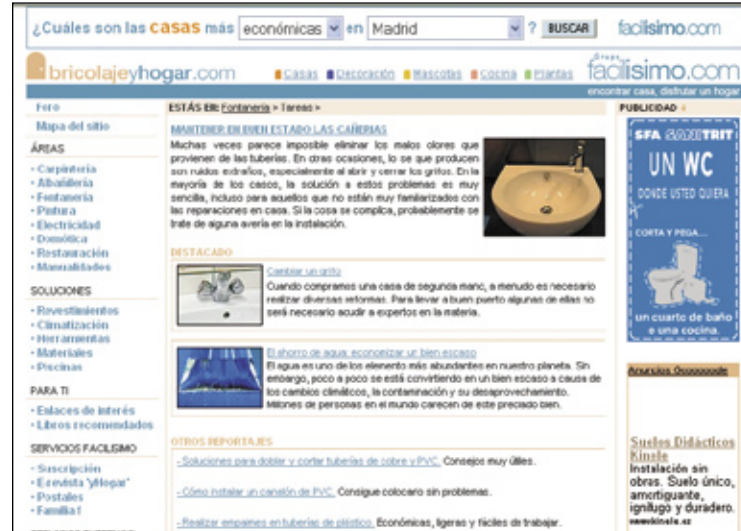 ¿Cuáles son las casas más económicas en Madrid ? BUSCAR facilisimo.com
bricolajeyhogar.com
Casas Decoración Mascotas Cocina Plantas
Grupo
facilisimo.com
encontrar casa, disfrutar un hogar
Foro
Mapa del sitio
ÁREAS
- Carpintería
- Albañilería
- Fontanería
- Pintura
- Electricidad
- Domótica
- Restauración
- Manualidades
SOLUCIONES
- Revestimientos
- Climatización
- Herramientas
- Materiales
- Piscinas
PARA TI
- Enlaces de interés
- Libros recomendados
SERVICIOS FACILISIMO
- Suscripción
- E-revista 'yHogar'
- Postales
- Familia f
ESTÁS EN: Fontanería > Tareas >
MANTENER EN BUEN ESTADO LAS CAÑERIAS
Muchas veces parece imposible eliminar los malos olores que
provienen de las tuberías. En otras ocasiones, lo se que producen
son ruidos extraños, especialmente al abrir y cerrar los grifos. En la
mayoría de los casos, la solución a estos problemas es muy
sencilla, incluso para aquellos que no están muy familiarizados con
las reparaciones en casa. Si la cosa se complica, probablemente se
trate de alguna avería en la instalación.
DESTACADO
Cambiar un grifo
Cuando compramos una casa de segunda mano, a menudo es necesario
realizar diversas reformas. Para llevar a buen puerto algunas de ellas no
será necesario acudir a expertos en la materia.
El ahorro de agua: economizar un bien escaso
El agua es uno de los elemento más abundantes en nuestro planeta. Sin
embargo, poco a poco se está convirtiendo en un bien escaso a causa de
los cambios climáticos, la contaminación y su desaprovechamiento.
Millones de personas en el mundo carecen de este preciado bien.
OTROS REPORTAJES
- Soluciones para doblar y cortar tuberías de cobre y PVC. Consejos muy útiles.
- Cómo instalar un canalón de PVC. Consigue colocarlo sin problemas.
- Realizar empalmes en tuberías de plástico. Económicas, ligeras y fáciles de trabajar.
PUBLICIDAD
SFA SANITRIT
UN WC
DONDE USTED QUIERA
CORTA Y PEGA...
un cuarto de baño
o una cocina.
Anuncios Goooooogle
Suelos Didácticos
Kinele
Instalación sin
obras. Suelo único,
amortiguante,
ignífugo y duradero.
www.kinele.es